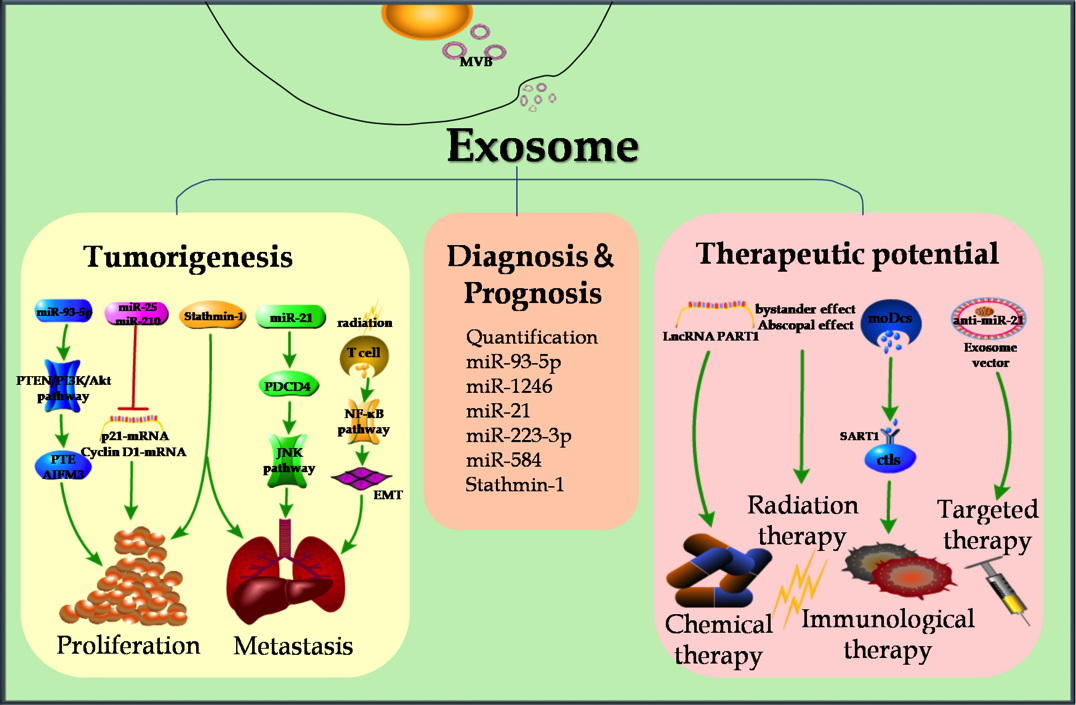 MVB
Exosome
Tumorigenesis
miR-93-5p
PTEN/PI3K/Akt
pathway
PTE
AIFM3
miR-25
miR-210
p21-mRNA
Cyclin D1-mRNA
Stathmin-1
miR-21
PDCD4
JNK
pathway
radiation
T cell
NF-κB
pathway
EMT
Proliferation
Metastasis
Diagnosis &
Prognosis
Quantification
miR-93-5p
miR-1246
miR-21
miR-223-3p
miR-584
Stathmin-1
Therapeutic potential
LncRNA PART1
bystander effect
Abscopal effect
moDcs
SART1
ctls
anti-miR-21
Exosome
vector
Chemical
therapy
Radiation
therapy
Immunological
therapy
Targeted
therapy